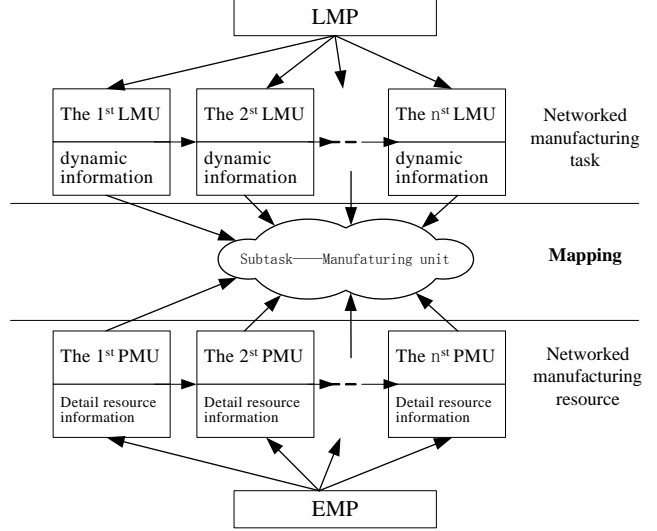 LMP
The 1st LMU
The 2st LMU
The nst LMU
dynamic
information
dynamic
information
dynamic
information
Networked
manufacturing
task
Subtask——Manufaturing unit
Mapping
The 1st PMU
The 2st PMU
The nst PMU
Detail resource
information
Detail resource
information
Detail resource
information
Networked
manufacturing
resource
EMP